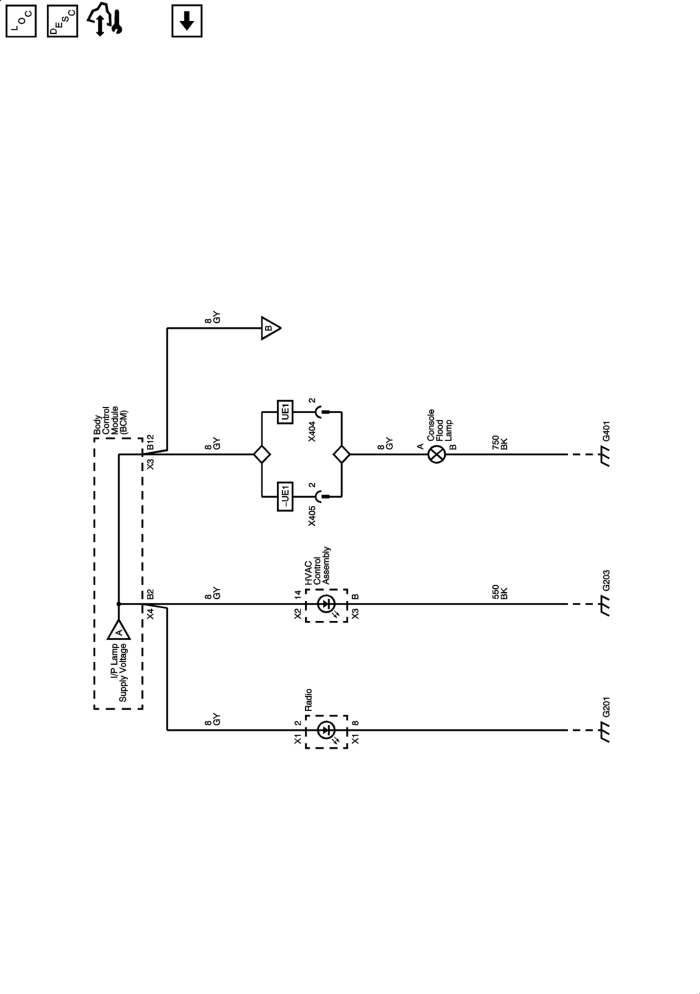 LOC
DESC
8
GY
B
Body
Control
Module
(BCM)
X3 B12
8
GY
UE1
X404 2
-UE1
X405 2
8
GY
A
Console
Flood
Lamp
B
750
BK
G401
A
I/P Lamp
Supply Voltage
X4 B2
8
GY
X2 14
HVAC
Control
Assembly
X3 B
550
BK
G203
8
GY
X1 2
Radio
X1 8
G201